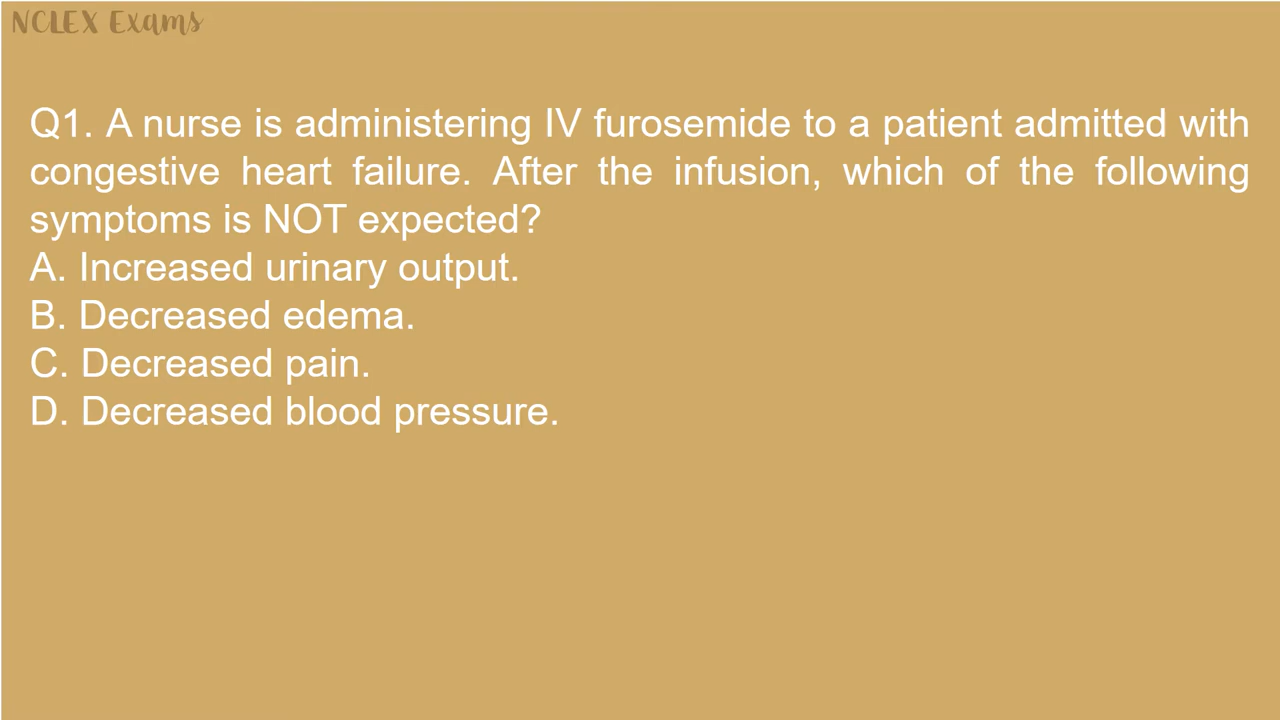 NCLEX Exams
Q1. A nurse is administering IV furosemide to a patient admitted with
congestive heart failure. After the infusion, which of the following
symptoms is NOT expected?
A. Increased urinary output.
B. Decreased edema.
C. Decreased pain.
D. Decreased blood pressure.